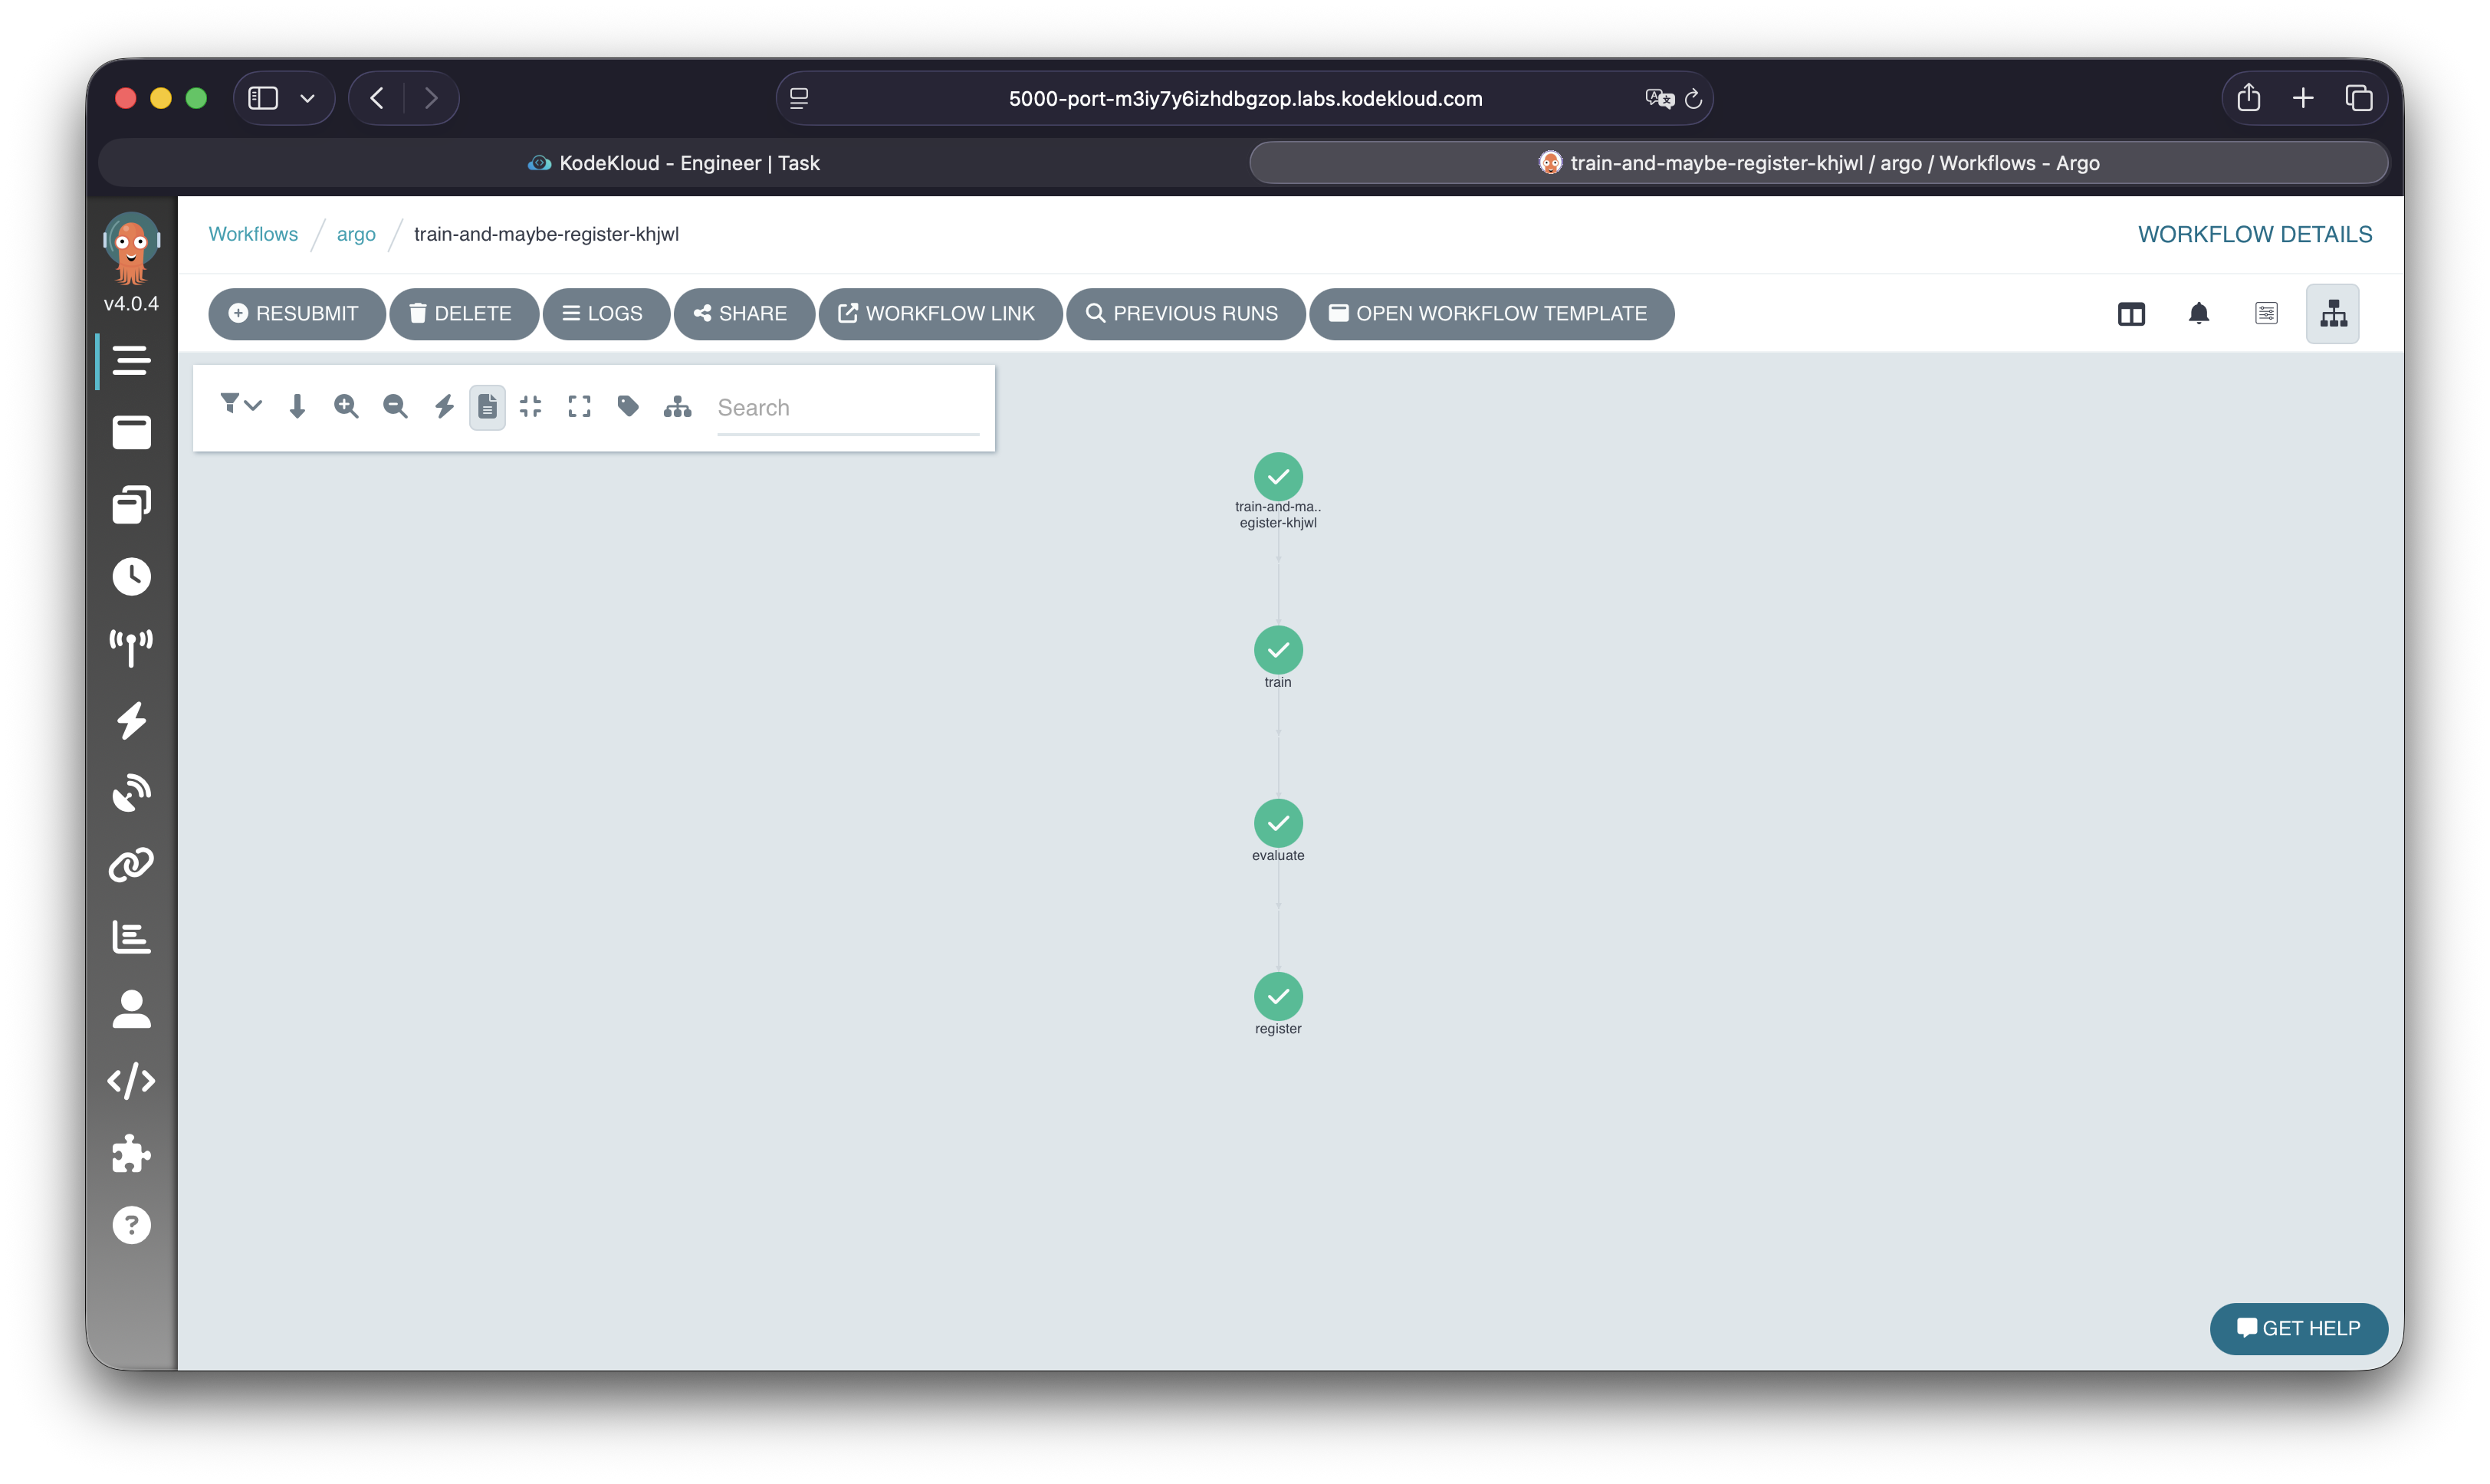 5000-port-m3iy7y6izhdbgzop.labs.kodekloud.com
KodeKloud - Engineer | Task
train-and-maybe-register-khjwl / argo / Workflows - Argo
v4.0.4
Workflows / argo / train-and-maybe-register-khjwl
WORKFLOW DETAILS
RESUBMIT
DELETE
LOGS
SHARE
WORKFLOW LINK
PREVIOUS RUNS
OPEN WORKFLOW TEMPLATE
Search
train-and-ma..
egister-khjwl
train
evaluate
register
GET HELP